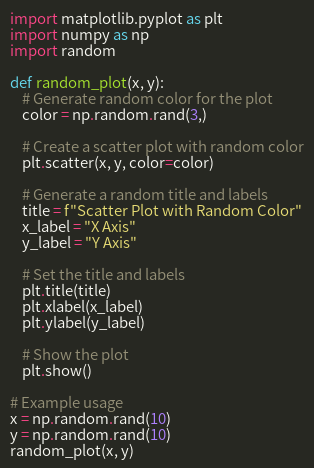 import matplotlib.pyplot as plt
import numpy as np
import random

def random_plot(x, y):
    # Generate random color for the plot
    color = np.random.rand(3,)

    # Create a scatter plot with random color
    plt.scatter(x, y, color=color)

    # Generate a random title and labels
    title = f"Scatter Plot with Random Color"
    x_label = "X Axis"
    y_label = "Y Axis"

    # Set the title and labels
    plt.title(title)
    plt.xlabel(x_label)
    plt.ylabel(y_label)

    # Show the plot
    plt.show()

# Example usage
x = np.random.rand(10)
y = np.random.rand(10)
random_plot(x, y)